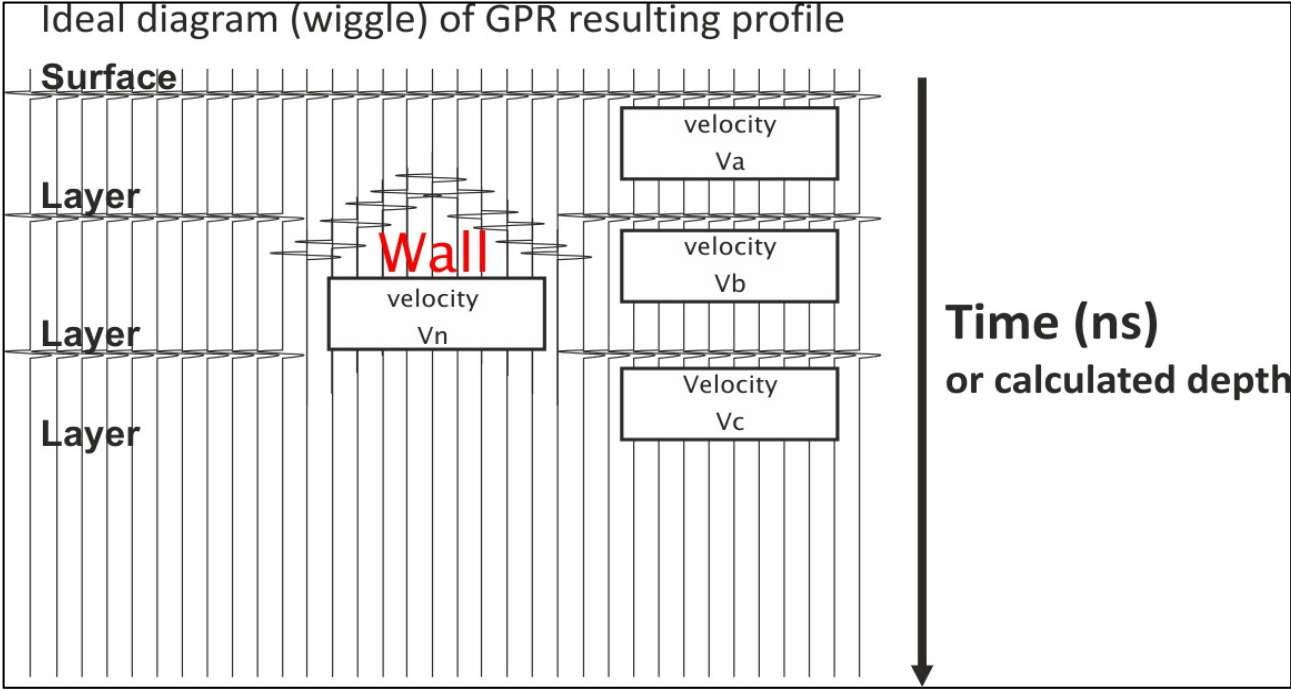 Ideal diagram (wiggle) of GPR resulting profile
Surface
velocity
Va
Layer
velocity
Vb
Wall
velocity
Vn
Layer
Velocity
Vc
Layer
Time (ns)
or calculated depth